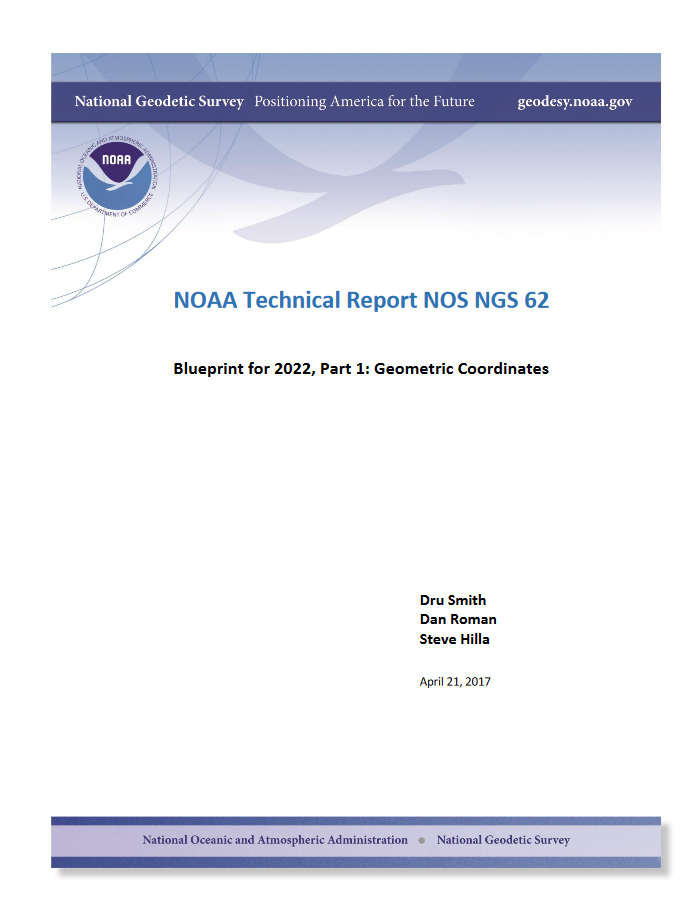 National Geodetic Survey Positioning America for the Future geodesy.noaa.gov
NATIONAL OCEANIC AND ATMOSPHERIC ADMINISTRATION
NOAA
U.S. DEPARTMENT OF COMMERCE
NOAA Technical Report NOS NGS 62
Blueprint for 2022, Part 1: Geometric Coordinates
Dru Smith
Dan Roman
Steve Hilla
April 21, 2017
National Oceanic and Atmospheric Administration ● National Geodetic Survey